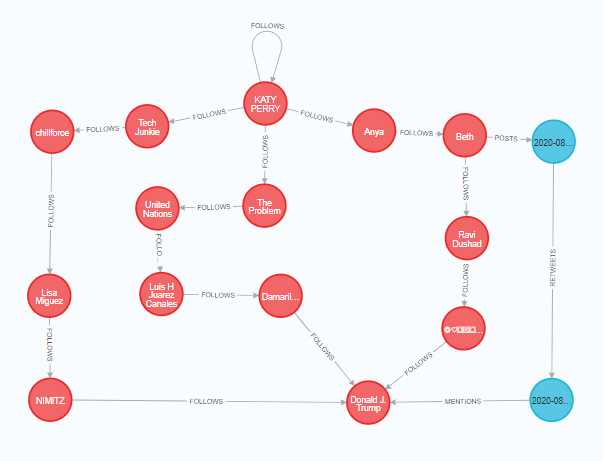 FOLLOWS
KATY
PERRY
FOLLOWS
FOLLOWS
Tech
Junkie
Anya
Beth
chillforce
FOLLOWS
FOLLOWS
POSTS
2020-08...
FOLLOWS
FOLLOWS
FOLLOWS
United
Nations
FOLLOWS
The
Problem
Ravi
Dushad
FOLLO...
RETWEETS
FOLLOWS
Lisa
Miguez
Luis H
Juarez
Canales
FOLLOWS
Damaril...
FOLLOWS
FOLLOWS
FOLLOWS
NIMITZ
FOLLOWS
Donald J.
Trump
MENTIONS
2020-08...